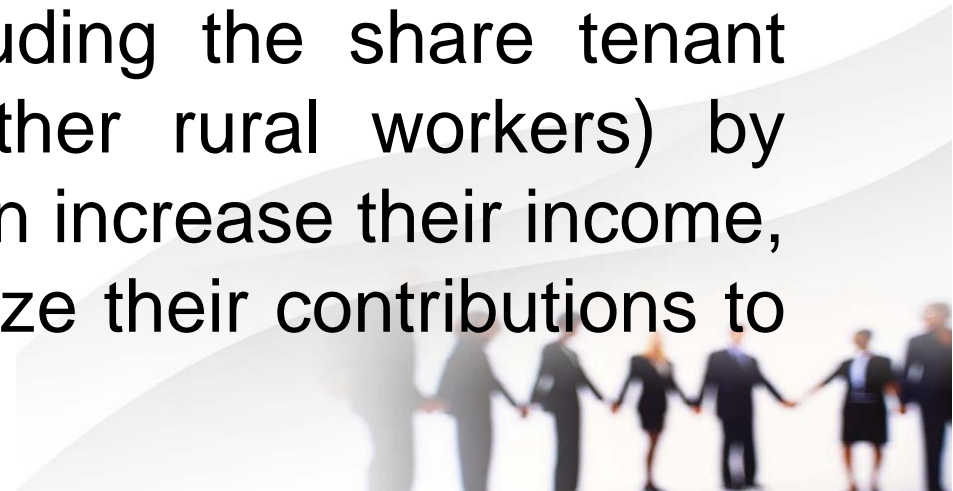 uding the share tenant
ther rural workers) by
n increase their income,
ze their contributions to